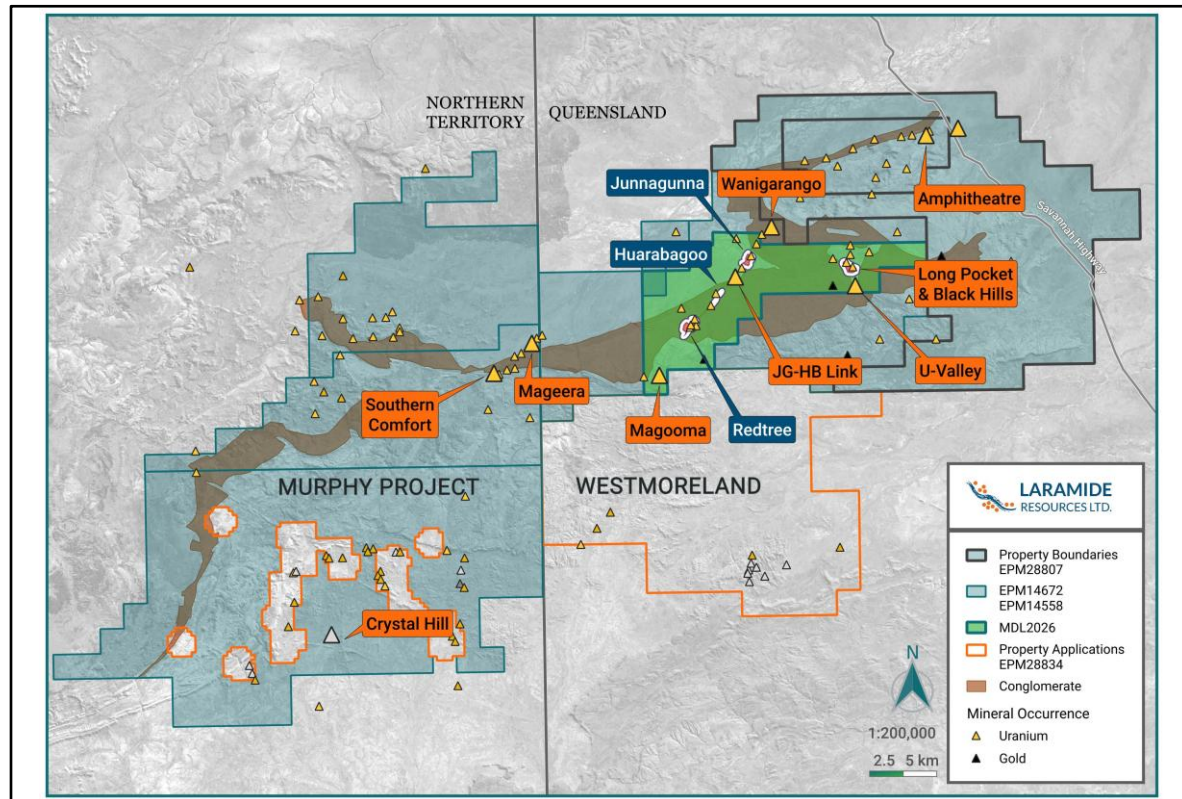 NORTHERN
TERRITORY
QUEENSLAND
Junnagunna
Wanigarango
Amphitheatre
Savannah Highway
Huarabagoo
Long Pocket
& Black Hills
JG-HB Link
U-Valley
Mageera
Southern
Comfort
Magooma
Redtree
MURPHY PROJECT
WESTMORELAND
Crystal Hill
LARAMIDE
RESOURCES LTD.
Property Boundaries
EPM28807
EPM14672
EPM14558
MDL2026
Property Applications
EPM28834
Conglomerate
Mineral Occurrence
Uranium
Gold
N
1:200,000
2.5 5 km